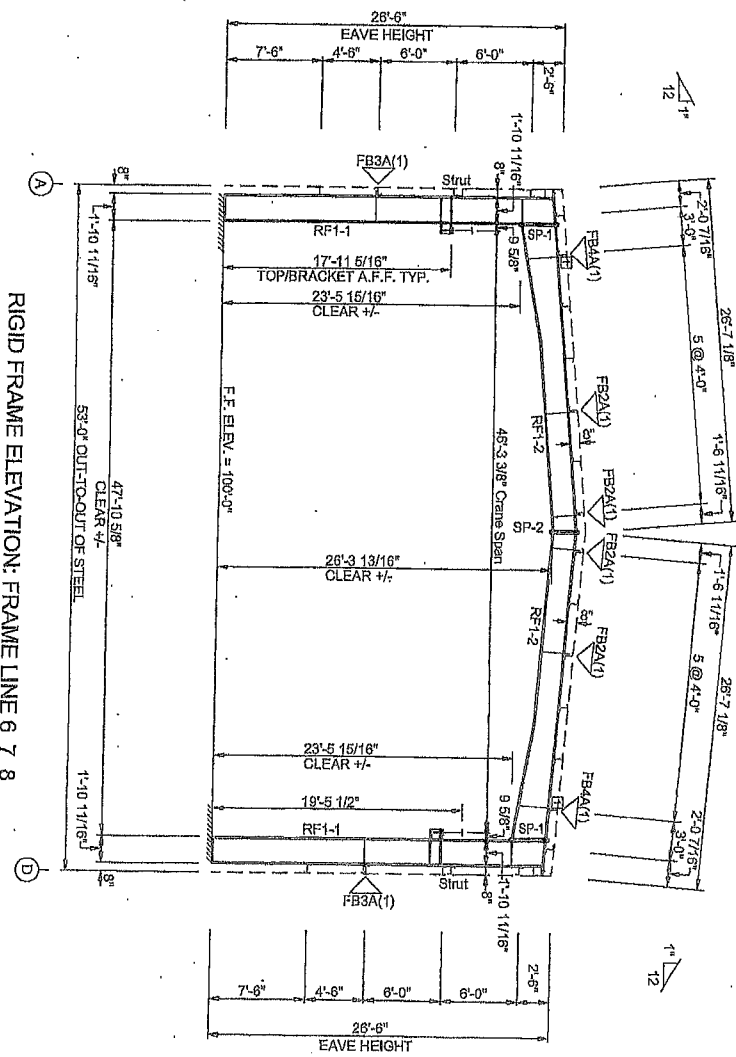 26'-6"
EAVE HEIGHT
7'-6"
4'-6"
6'-0"
6'-0"
2'-6"
1"
12
8"
1'-10 11/16"
FB3A(1)
Strut
8"
1'-10 11/16"
9 5/8"
RF1-1
SP-1
FB4A(1)
17'-11 5/16"
TOP/BRACKET A.F.F. TYP.
23'-5 15/16"
CLEAR +/-
2'-0 7/16"
3'-0"
26'-7 1/8"
5 @ 4'-0"
1'-6 11/16"
FB2A(1)
RF1-2
8"
FB2A(1)
SP-2
FB2A(1)
F.F. ELEV. = 100'-0"
46'-3 3/8" Crane Span
26'-3 13/16"
CLEAR +/-
1'-6 11/16"
5 @ 4'-0"
26'-7 1/8"
RF1-2
8"
FB2A(1)
23'-5 15/16"
CLEAR +/-
19'-5 1/2"
RF1-1
9 5/8"
SP-1
FB4A(1)
2'-0 7/16"
3'-0"
Strut
8"
1'-10 11/16"
FB3A(1)
1'-10 11/16"
8"
47'-10 5/8"
CLEAR +/-
53'-0" OUT-TO-OUT OF STEEL
A
D
1"
12
7'-6"
4'-6"
6'-0"
6'-0"
2'-6"
26'-6"
EAVE HEIGHT
RIGID FRAME ELEVATION: FRAME LINE 6 7 8